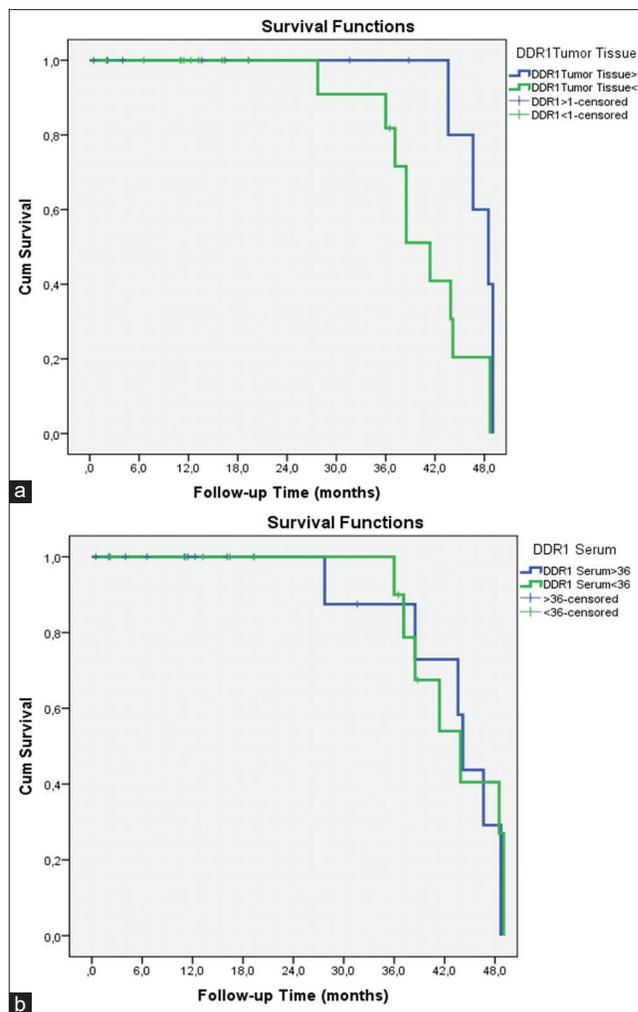 Survival Functions
DDR1Tumor Tissue
DDR1Tumor Tissue>
DDR1Tumor Tissue<
DDR1>1-censored
DDR1<1-censored
Cum Survival
1,0
0,8
0,6
0,4
0,2
0,0
,0 6,0 12,0 18,0 24,0 30,0 36,0 42,0 48,0
Follow-up Time (months)
a
Survival Functions
DDR1 Serum
DDR1 Serum>36
DDR1 Serum<36
>36-censored
<36-censored
Cum Survival
1,0
0,8
0,6
0,4
0,2
0,0
,0 6,0 12,0 18,0 24,0 30,0 36,0 42,0 48,0
Follow-up Time (months)
b